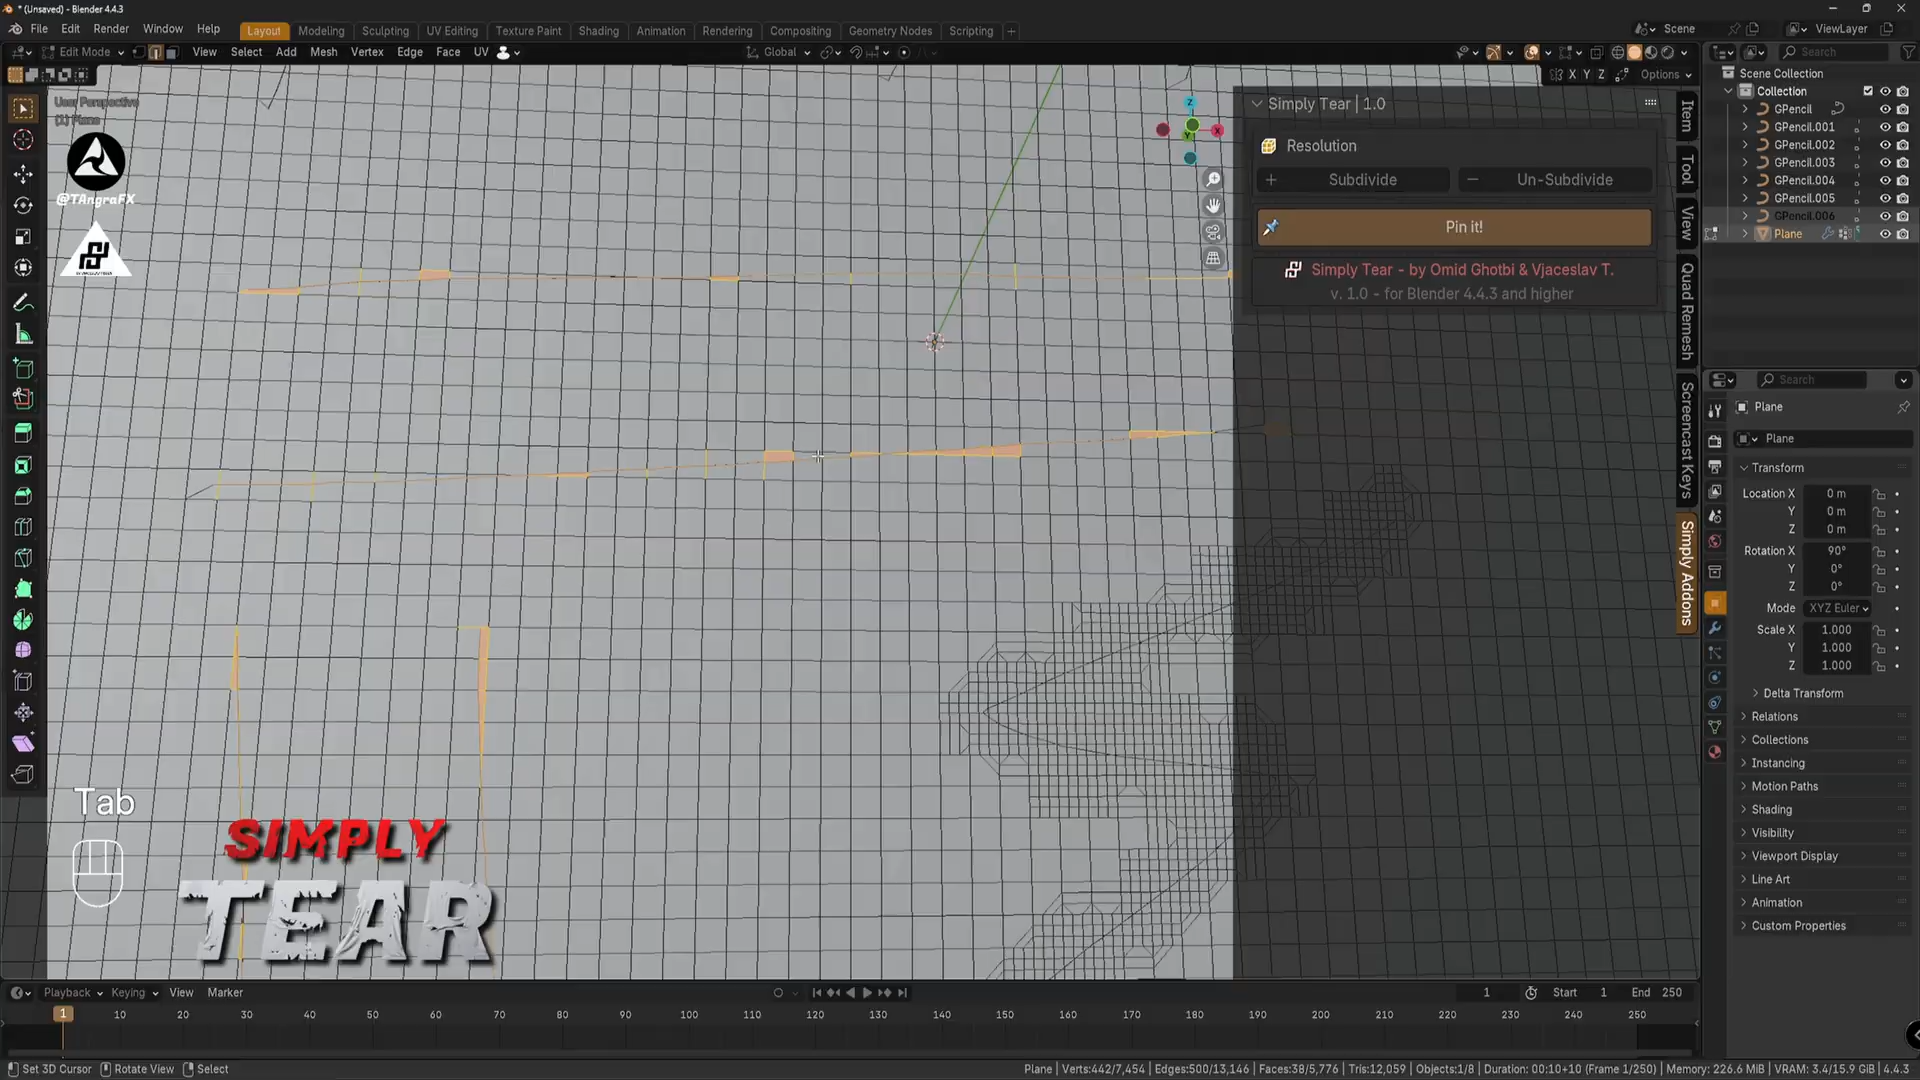 * (Unsaved) - Blender 4.4.3
File Edit Render Window Help
Layout Modeling Sculpting UV Editing Texture Paint Shading Animation Rendering Compositing Geometry Nodes Scripting
Scene
ViewLayer
Edit Mode View Select Add Mesh Vertex Edge Face UV
Global
X Y Z Options
Search
User Perspective
(1) Plane
@TAngraFX
Simply Tear | 1.0
Resolution
Subdivide
Un-Subdivide
Pin it!
Simply Tear - by Omid Ghotbi & Vjaceslav T.
v. 1.0 - for Blender 4.4.3 and higher
Z
X
Y
Item
Tool
View
Quad Remesh
Screencast Keys
Simply Addons
Scene Collection
Collection
GPencil
GPencil.001
GPencil.002
GPencil.003
GPencil.004
GPencil.005
GPencil.006
Plane
Search
Plane
Plane
Transform
Location X 0 m
Y 0 m
Z 0 m
Rotation X 90°
Y 0°
Z 0°
Mode XYZ Euler
Scale X 1.000
Y 1.000
Z 1.000
Delta Transform
Relations
Collections
Instancing
Motion Paths
Shading
Visibility
Viewport Display
Line Art
Animation
Custom Properties
Tab
SIMPLY
TEAR
Playback Keying View Marker
1 Start 1 End 250
1 10 20 30 40 50 60 70 80 90 100 110 120 130 140 150 160 170 180 190 200 210 220 230 240 250
Set 3D Cursor Rotate View Select
Plane | Verts:442/7,454 | Edges:500/13,146 | Faces:38/5,776 | Tris:12,059 | Objects:1/8 | Duration: 00:10+10 (Frame 1/250) | Memory: 226.6 MiB | VRAM: 3.4/15.9 GiB | 4.4.3